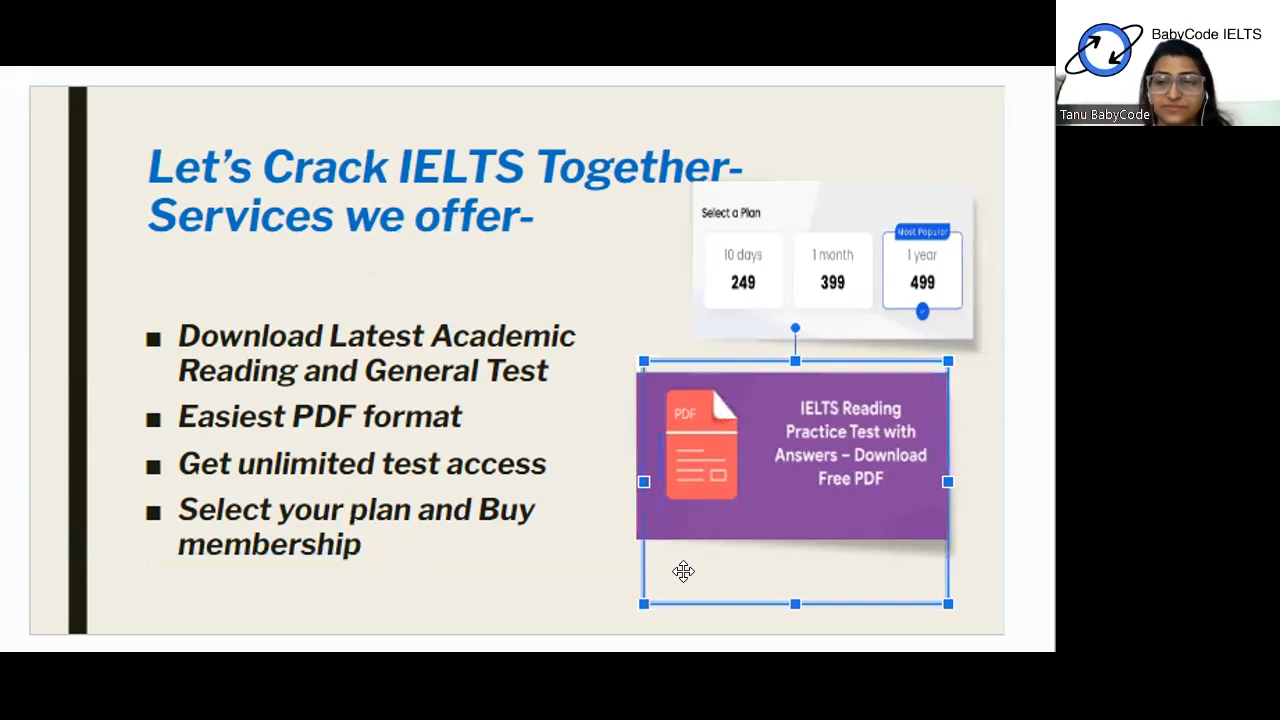 BabyCode IELTS
Tanu BabyCode
Let's Crack IELTS Together-
Services we offer-
Select a Plan
Most Popular
10 days
249
1 month
399
1 year
499
■ Download Latest Academic
Reading and General Test
■ Easiest PDF format
■ Get unlimited test access
■ Select your plan and Buy
membership
PDF
IELTS Reading
Practice Test with
Answers – Download
Free PDF